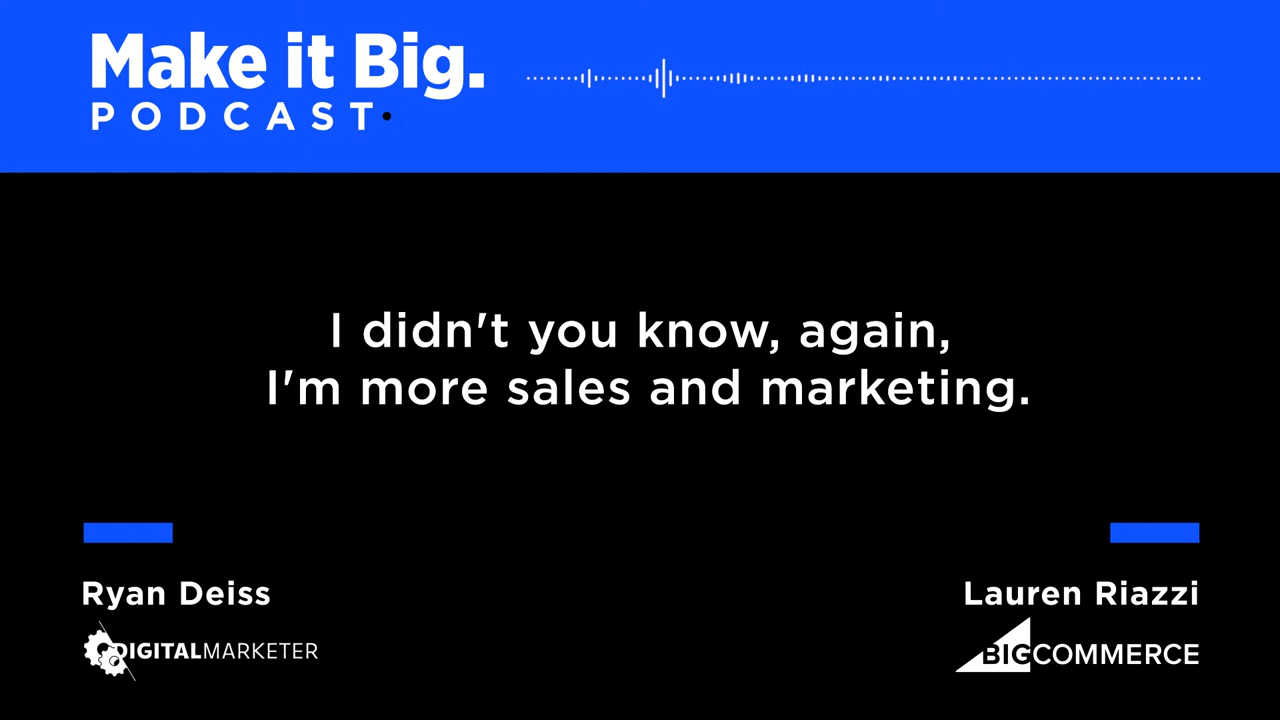 Make it Big.
PODCAST
I didn't you know, again,
I'm more sales and marketing.
Ryan Deiss
DIGITALMARKETER
Lauren Riazzi
BIGCOMMERCE